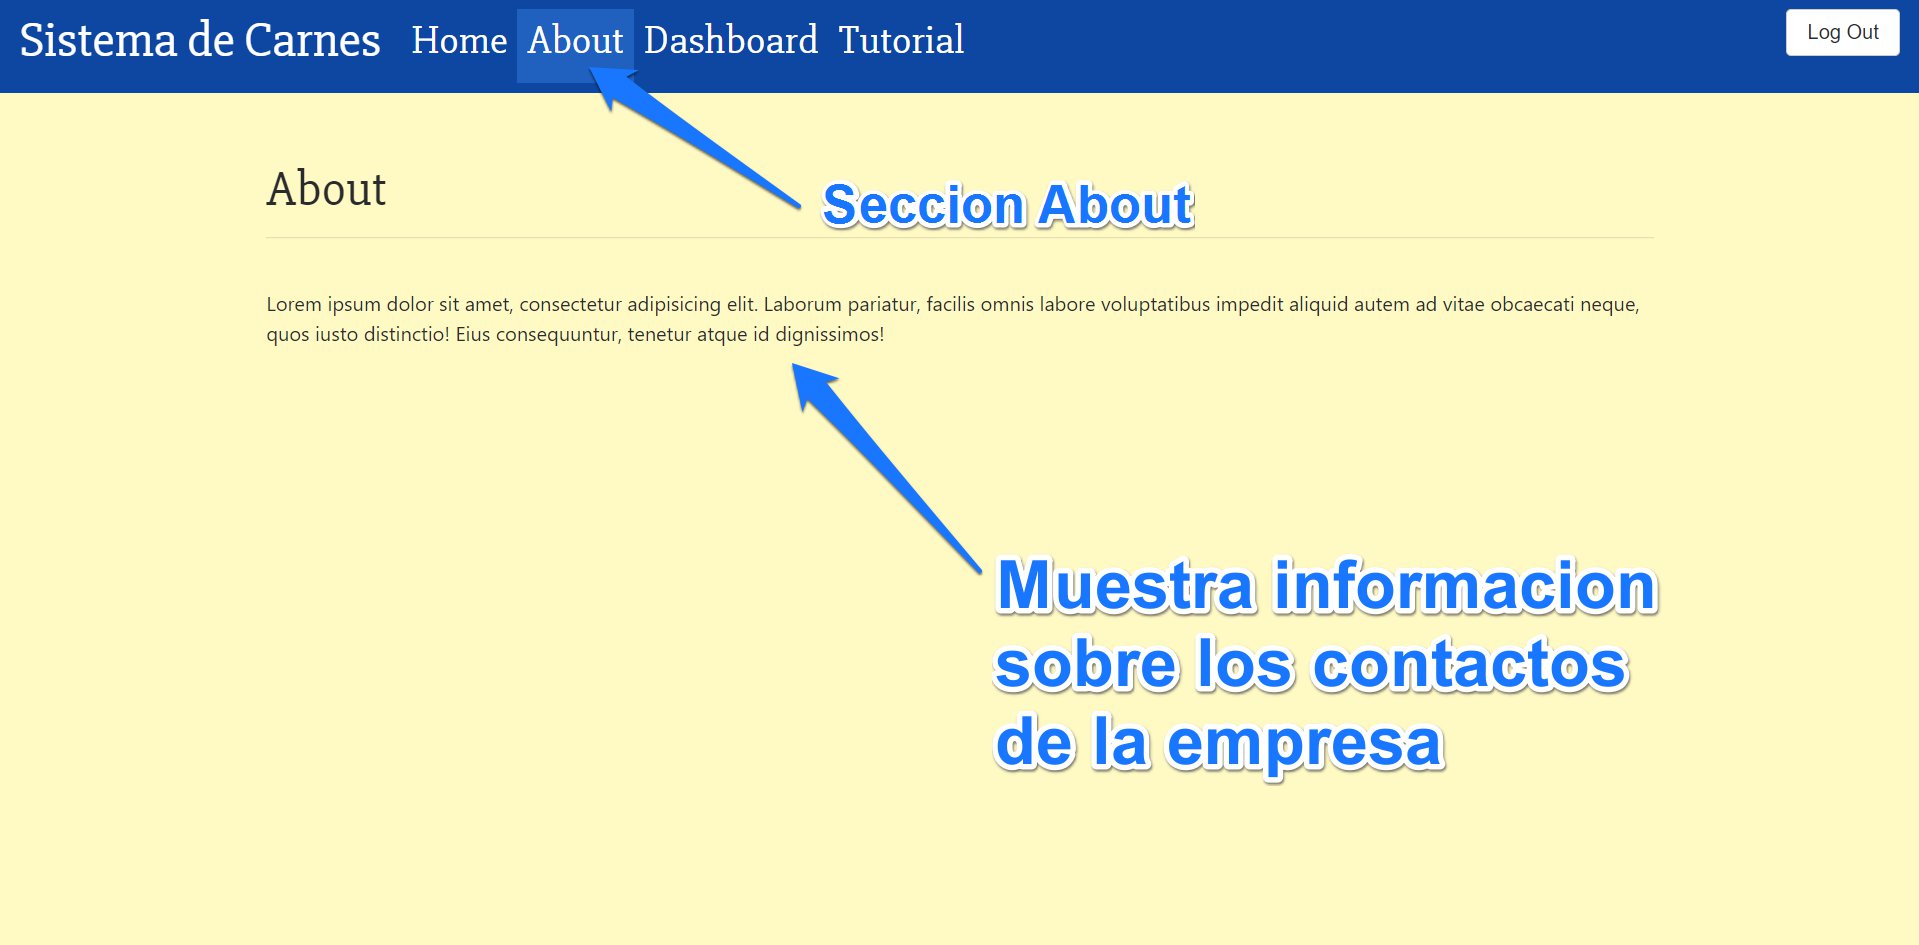 Sistema de Carnes Home About Dashboard Tutorial Log Out
About
Seccion About
Lorem ipsum dolor sit amet, consectetur adipisicing elit. Laborum pariatur, facilis omnis labore voluptatibus impedit aliquid autem ad vitae obcaecati neque,
quos iusto distinctio! Eius consequuntur, tenetur atque id dignissimos!
Muestra informacion
sobre los contactos
de la empresa